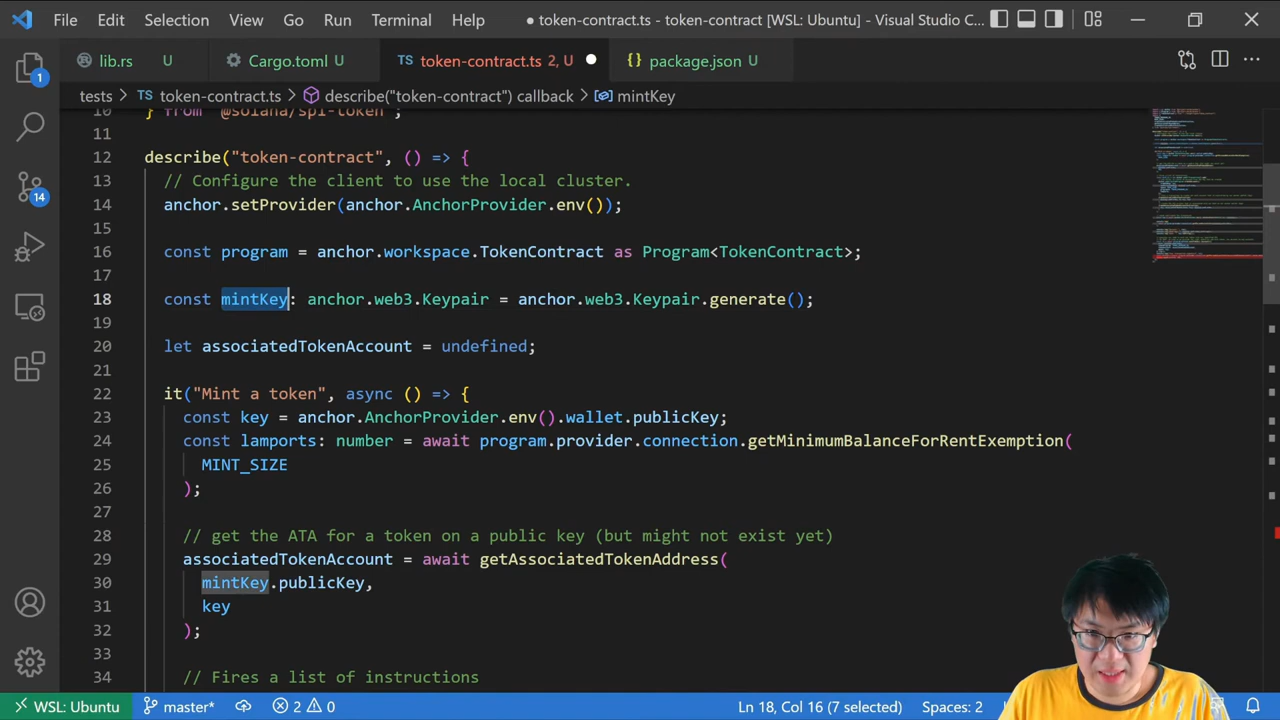 File Edit Selection View Go Run Terminal Help ● token-contract.ts - token-contract [WSL: Ubuntu] - Visual Studio C...
lib.rs U Cargo.toml U TS token-contract.ts 2, U {} package.json U
tests > TS token-contract.ts > describe("token-contract") callback > mintKey
10 } from '@solana/spl-token';
11
12 describe("token-contract", () => {
13 // Configure the client to use the local cluster.
14 anchor.setProvider(anchor.AnchorProvider.env());
15
16 const program = anchor.workspace.TokenContract as Program<TokenContract>;
17
18 const mintKey: anchor.web3.Keypair = anchor.web3.Keypair.generate();
19
20 let associatedTokenAccount = undefined;
21
22 it("Mint a token", async () => {
23 const key = anchor.AnchorProvider.env().wallet.publicKey;
24 const lamports: number = await program.provider.connection.getMinimumBalanceForRentExemption(
25 MINT_SIZE
26 );
27
28 // get the ATA for a token on a public key (but might not exist yet)
29 associatedTokenAccount = await getAssociatedTokenAddress(
30 mintKey.publicKey,
31 key
32 );
33
34 // Fires a list of instructions
1
14
WSL: Ubuntu master* 2 0 Ln 18, Col 16 (7 selected) Spaces: 2